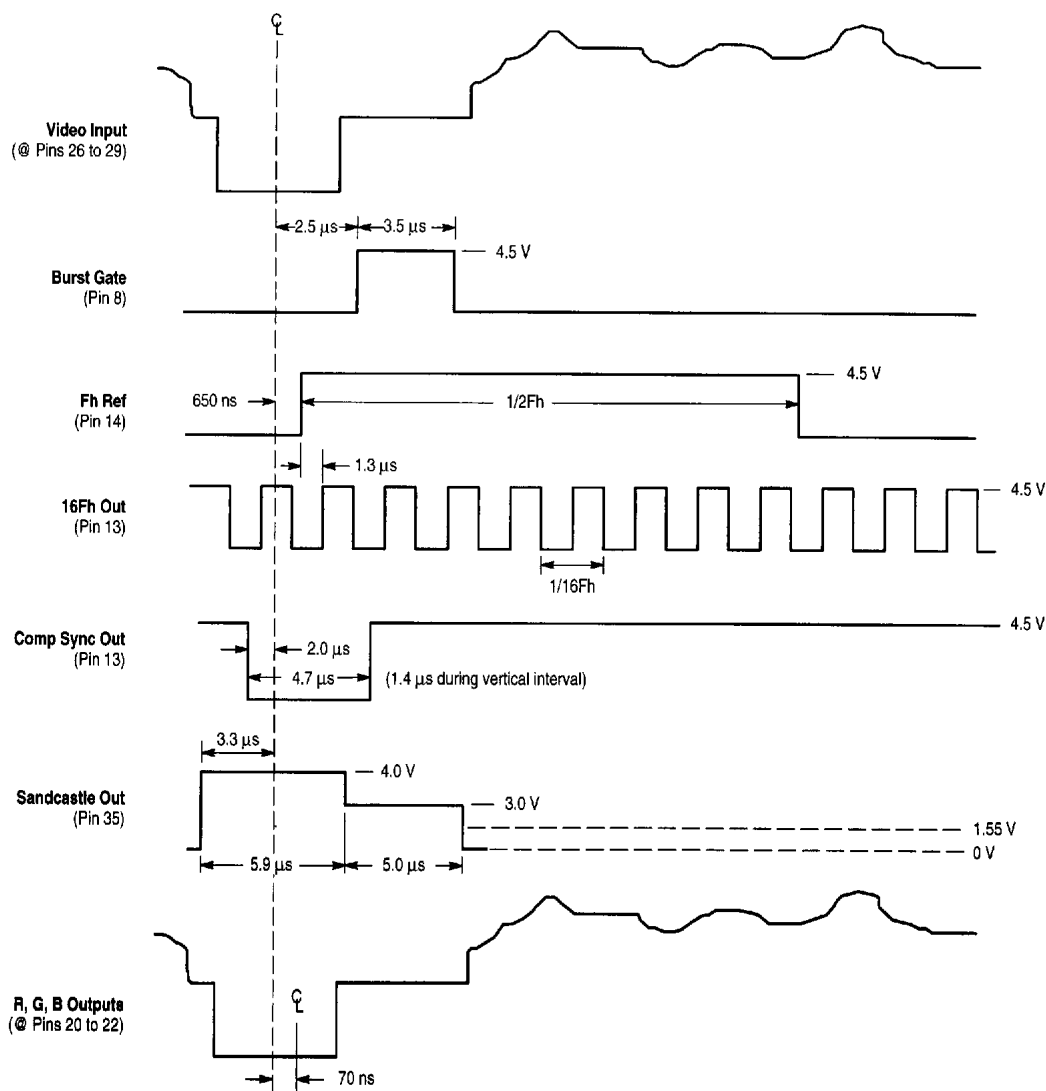 ℄
Video Input
(@ Pins 26 to 29)
2.5 µs
3.5 µs
4.5 V
Burst Gate
(Pin 8)
4.5 V
650 ns
1/2Fh
Fh Ref
(Pin 14)
1.3 µs
16Fh Out
(Pin 13)
4.5 V
1/16Fh
Comp Sync Out
(Pin 13)
4.5 V
2.0 µs
4.7 µs
(1.4 µs during vertical interval)
3.3 µs
4.0 V
Sandcastle Out
(Pin 35)
3.0 V
1.55 V
0 V
5.9 µs
5.0 µs
℄
R, G, B Outputs
(@ Pins 20 to 22)
70 ns